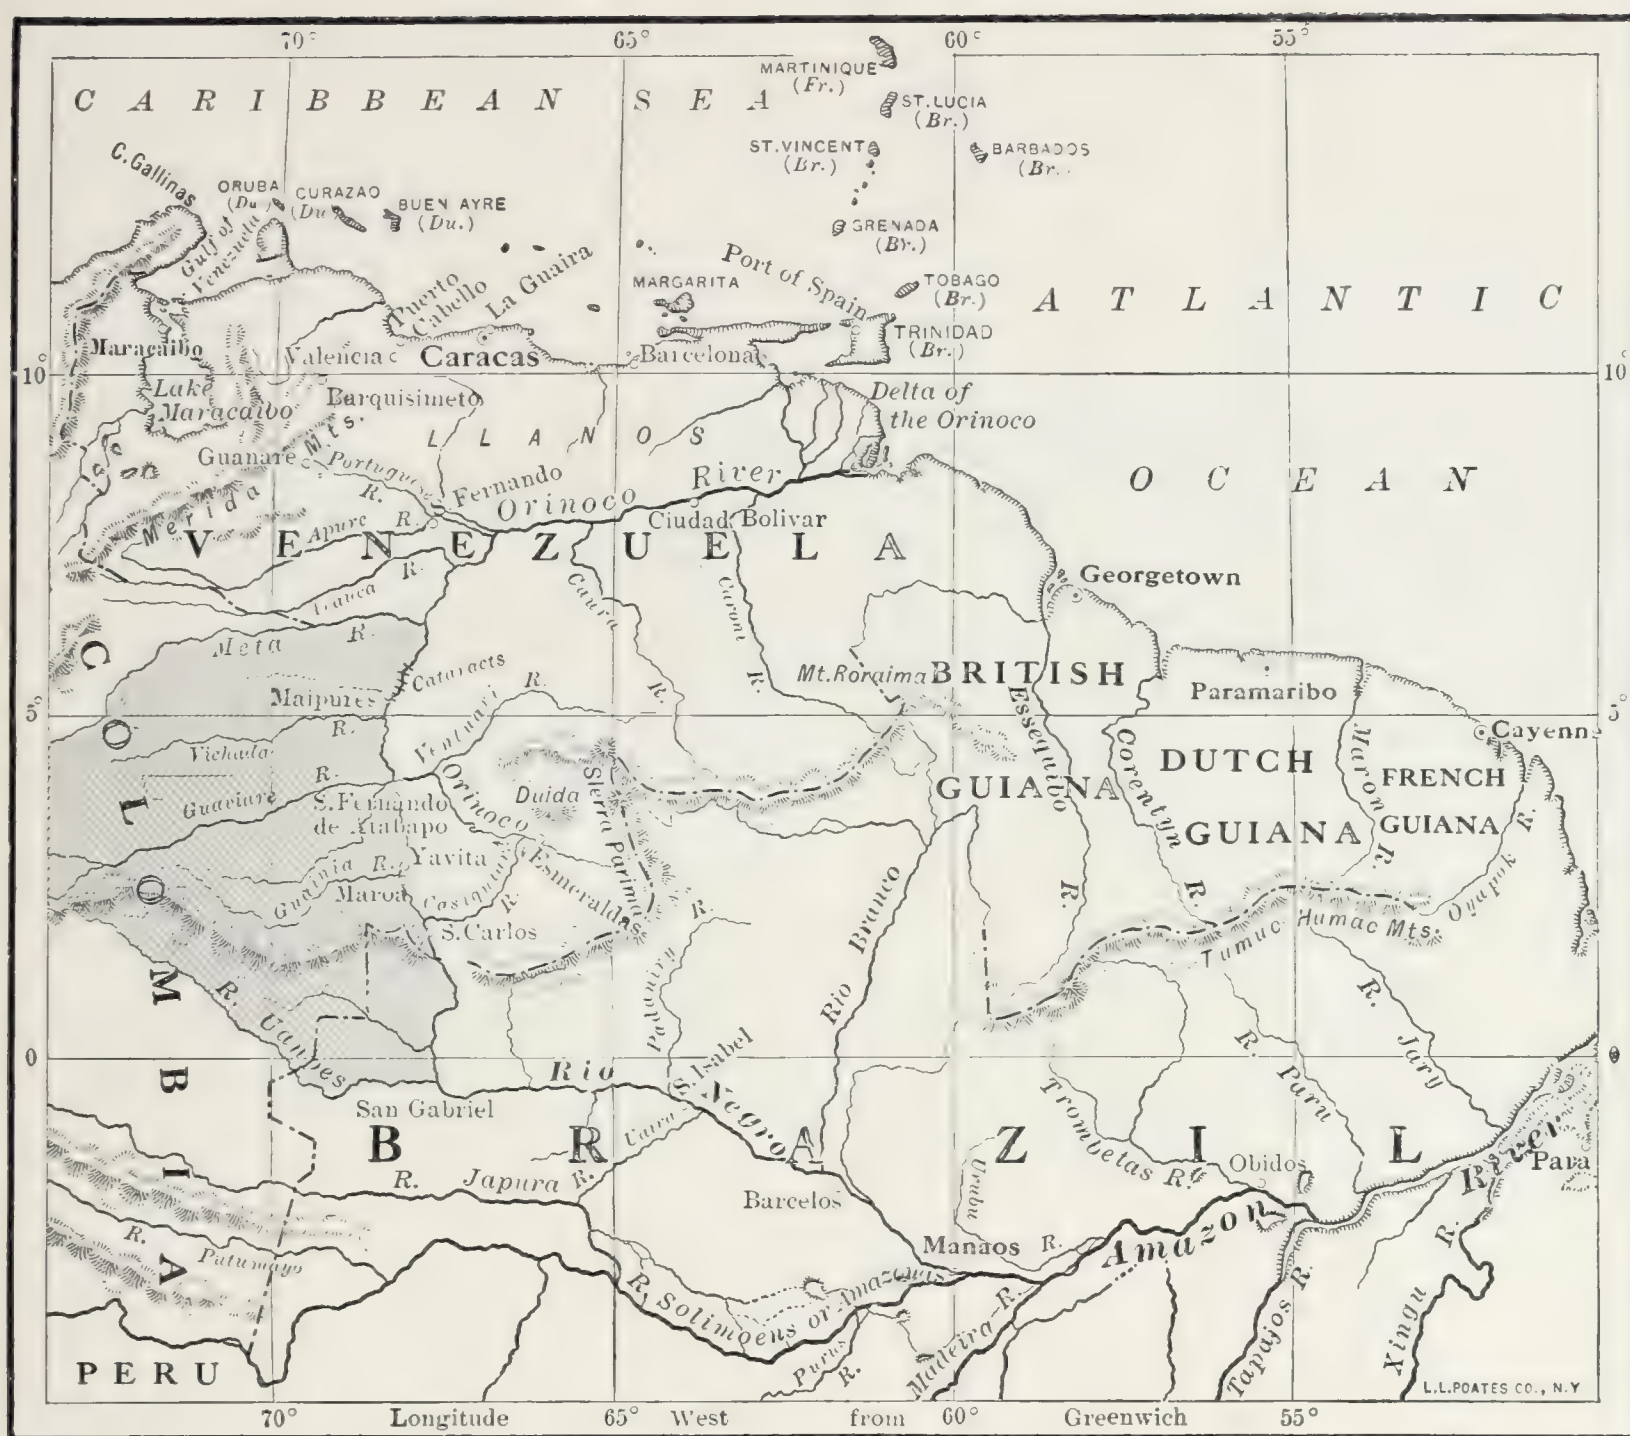 70°
65°
60°
55°
CARIBBEAN SEA
MARTINIQUE
(Fr.)
ST. LUCIA
(Br.)
ST. VINCENT
(Br.)
BARBADOS
(Br.
C. Gallinas
ORUBA
(Du
CURAZAO
(Du
BUEN AYRE
(Du.)
GRENADA
(Br.)
Gulf of
Venezuela
Puerto
Cabello
La Guaira
MARGARITA
Port of Spain
TOBAGO
(Br.)
TRINIDAD
(Br.)
ATLANTIC
OCEAN
Maracaibo
Valencia
Caracas
Barcelona
10°
10°
Lake
Maracaibo
Barquisimeto
Delta of
the Orinoco
LLANOS
Guanare
Merida Mts.
Portugues
R.
S. Fernando
Orinoco River
Ciudad Bolivar
Apure R.
VENEZUELA
Caura
R.
Caroni
R.
Georgetown
R.
Meta R.
Cataracts
Maipures
R.
Mt. Roraima
BRITISH
GUIANA
Essequibo
R.
Paramaribo
5°
5°
COLOMBIA
Vichada
Ventuari
R.
Cayenn
Guaviare
R.
S. Fernando
de Atabapo
Orinoco
Duida
Sierra Parima
DUTCH
GUIANA
Corentyn
R.
Maroni R.
FRENCH
GUIANA
Oyapok R.
Guainia R.
Yavita
Maroa
Casiquiare
R.
Esmeraldas
S. Carlos
R.
Rio Branco
Tumuc Humac Mts.
R.
Uaupes
R.
Jary
R.
Paru
0
0
Rio Negro
S. Isabel
San Gabriel
BRAZIL
Trombetas R.
Obidos
River
Para
R. Japura R.
Barcelos
Urubu
R.
Manaos
Amazon
R.
R. Solimoens or Amazonas
Purus
R.
Madeira R.
Tapajos R.
Xingu
R.
PERU
L.L. POATES CO., N.Y
70°
Longitude
65°
West
from
60°
Greenwich
55°